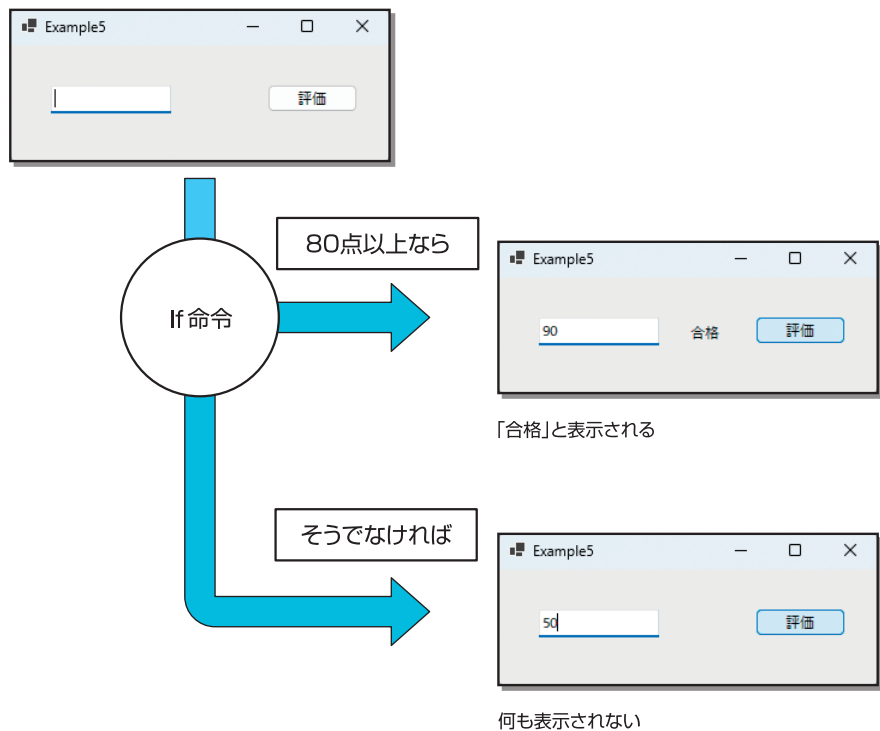 Example5
評価
80点以上なら
If命令
Example5
90 合格 評価
「合格」と表示される
そうでなければ
Example5
50 評価
何も表示されない